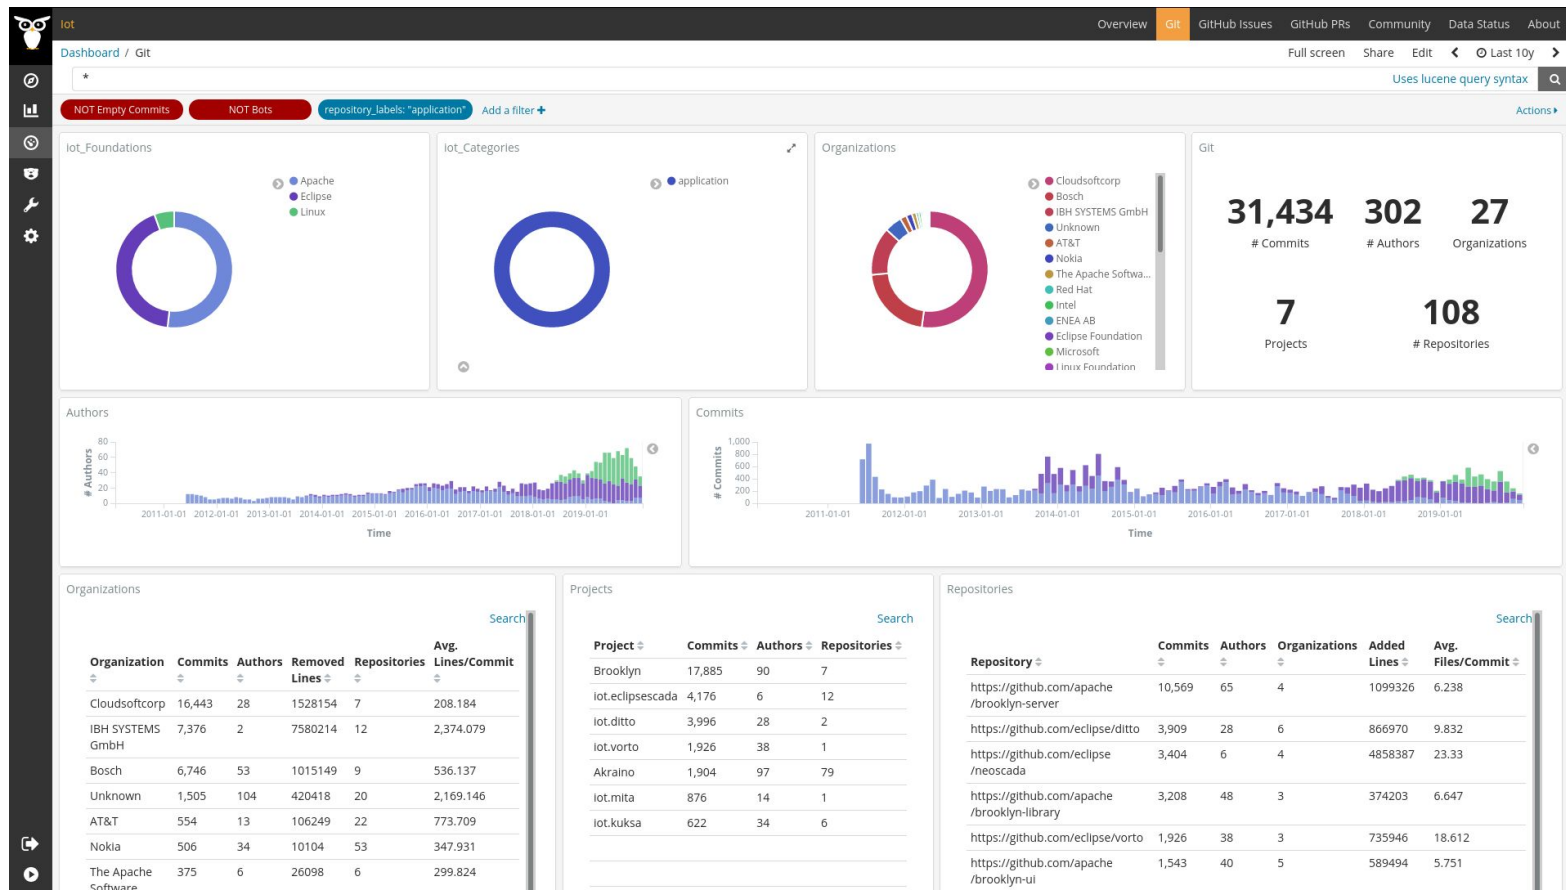 Iot
Overview Git GitHub Issues GitHub PRs Community Data Status About
Dashboard / Git
Full screen Share Edit Last 10y
*
Uses lucene query syntax
NOT Empty Commits NOT Bots repository_labels: "application" Add a filter +
Actions
iot_Foundations
Apache
Eclipse
Linux
iot_Categories
application
Organizations
Cloudsoftcorp
Bosch
IBH SYSTEMS GmbH
Unknown
AT&T
Nokia
The Apache Softwa...
Red Hat
Intel
ENEA AB
Eclipse Foundation
Microsoft
Linux Foundation
Git
31,434 302 27
# Commits # Authors Organizations
7 108
Projects # Repositories
Authors
# Authors
80
60
40
20
0
2011-01-01 2012-01-01 2013-01-01 2014-01-01 2015-01-01 2016-01-01 2017-01-01 2018-01-01 2019-01-01
Time
Commits
# Commits
1,000
800
600
400
200
0
2011-01-01 2012-01-01 2013-01-01 2014-01-01 2015-01-01 2016-01-01 2017-01-01 2018-01-01 2019-01-01
Time
Organizations
Search
Avg.
Organization Commits Authors Removed Repositories Lines/Commit
Lines
Cloudsoftcorp 16,443 28 1528154 7 208.184
IBH SYSTEMS 7,376 2 7580214 12 2,374.079
GmbH
Bosch 6,746 53 1015149 9 536.137
Unknown 1,505 104 420418 20 2,169.146
AT&T 554 13 106249 22 773.709
Nokia 506 34 10104 53 347.931
The Apache 375 6 26098 6 299.824
Software
Projects
Search
Project Commits Authors Repositories
Brooklyn 17,885 90 7
iot.eclipsescada 4,176 6 12
iot.ditto 3,996 28 2
iot.vorto 1,926 38 1
Akraino 1,904 97 79
iot.mita 876 14 1
iot.kuksa 622 34 6
Repositories
Search
Commits Authors Organizations Added Avg.
Repository Lines Files/Commit
https://github.com/apache 10,569 65 4 1099326 6.238
/brooklyn-server
https://github.com/eclipse/ditto 3,909 28 6 866970 9.832
https://github.com/eclipse 3,404 6 4 4858387 23.33
/neoscada
https://github.com/apache 3,208 48 3 374203 6.647
/brooklyn-library
https://github.com/eclipse/vorto 1,926 38 3 735946 18.612
https://github.com/apache 1,543 40 5 589494 5.751
/brooklyn-ui